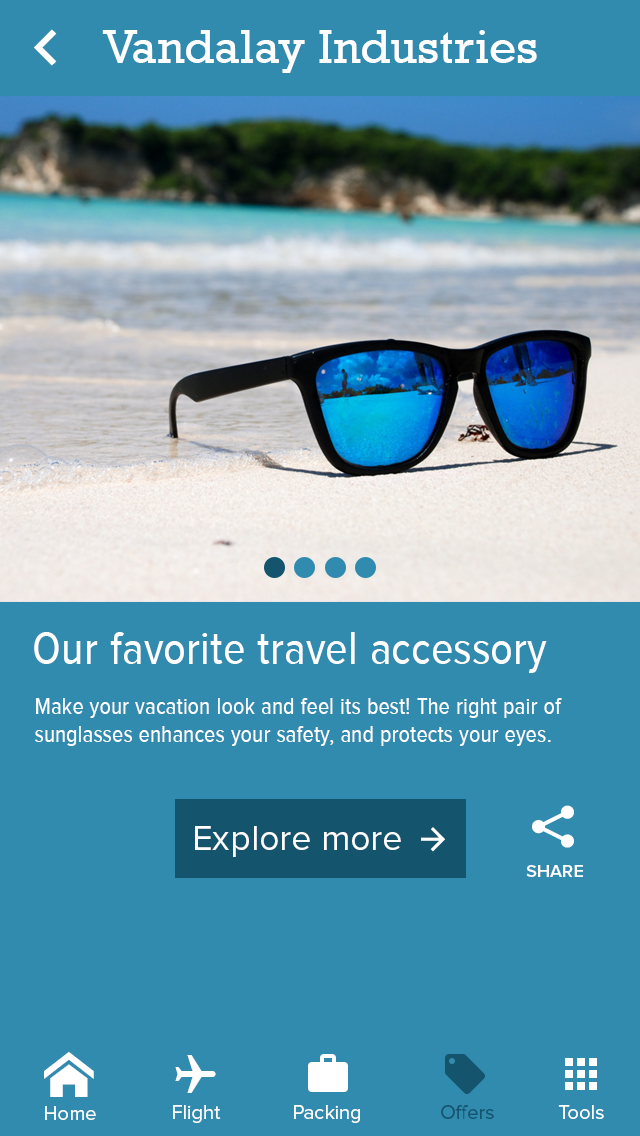 Vandalay Industries
Our favorite travel accessory
Make your vacation look and feel its best! The right pair of
sunglasses enhances your safety, and protects your eyes.
Explore more
SHARE
Home
Flight
Packing
Offers
Tools